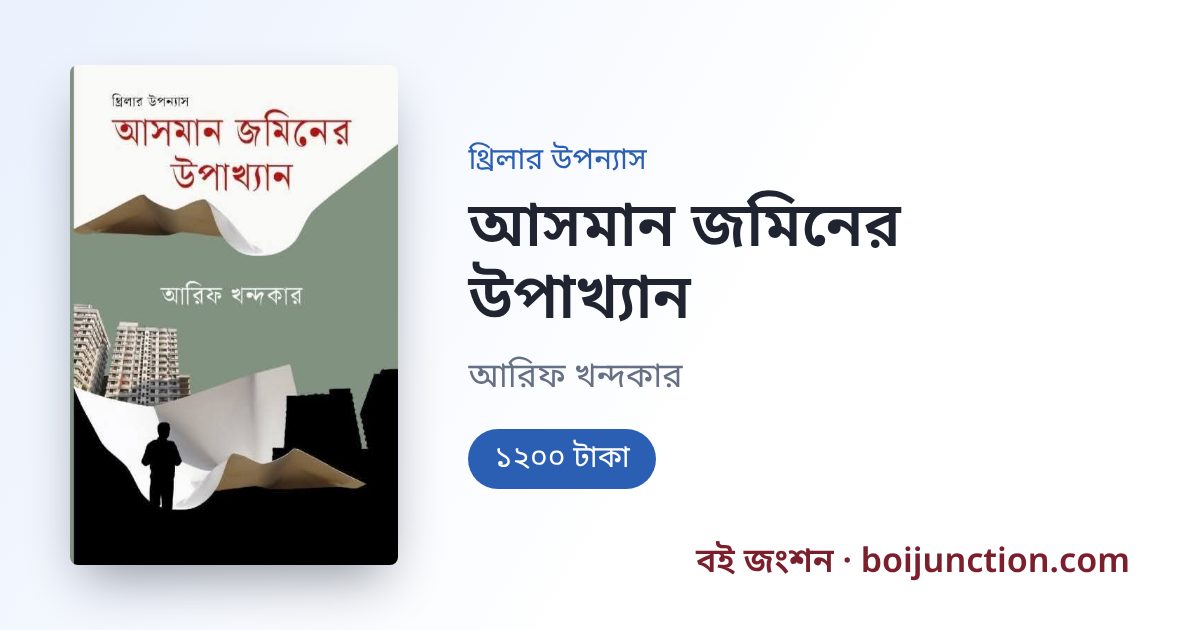 থ্রিলার উপন্যাস
আসমান জমিনের
উপাখ্যান
আরিফ খন্দকার
থ্রিলার উপন্যাস
আসমান জমিনের
উপাখ্যান
আরিফ খন্দকার
১২০০ টাকা
বই জংশন · boijunction.com